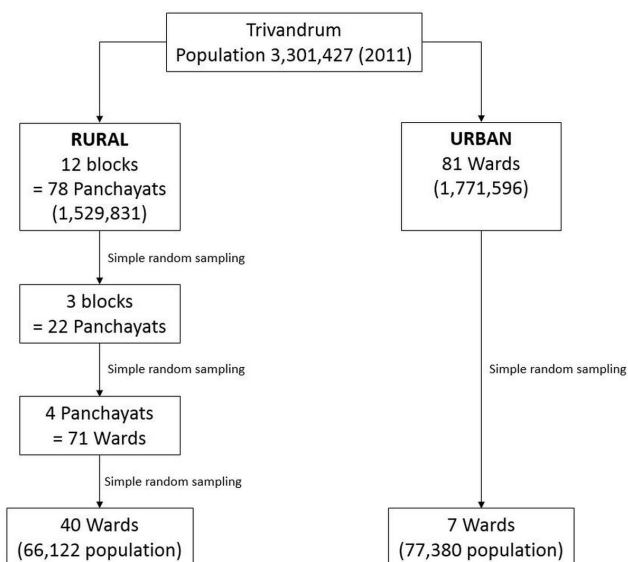 Trivandrum
Population 3,301,427 (2011)
RURAL
12 blocks
= 78 Panchayats
(1,529,831)
URBAN
81 Wards
(1,771,596)
Simple random sampling
3 blocks
= 22 Panchayats
Simple random sampling
Simple random sampling
4 Panchayats
= 71 Wards
Simple random sampling
40 Wards
(66,122 population)
7 Wards
(77,380 population)